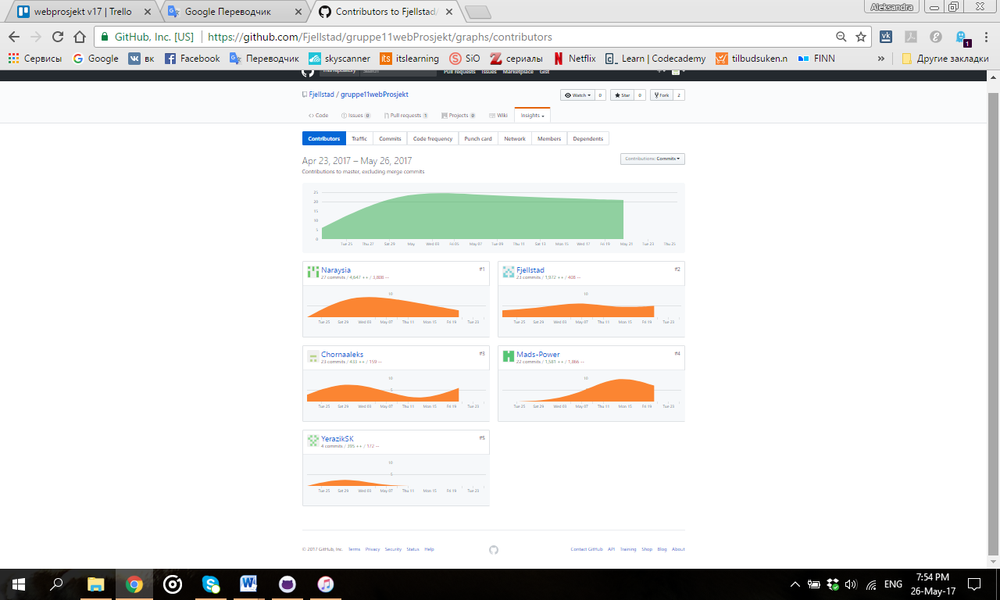 webprosjekt v17 | Trello
Google Переводчик
Contributors to Fjellstad/
Aleksandra
GitHub, Inc. [US]
https://github.com/Fjellstad/gruppe11webProsjekt/graphs/contributors
Сервисы
Google
вк
Facebook
Переводчик
skyscanner
itslearning
SiO
сериалы
Netflix
Learn | Codecademy
tilbudsuken.n
FINN
»
Другие закладки
Pull requests Issues Marketplace Gist
Fjellstad / gruppe11webProsjekt
Watch 0
Star 0
Fork 2
Code
Issues 0
Pull requests 1
Projects 0
Wiki
Insights
Contributors Traffic Commits Code frequency Punch card Network Members Dependents
Apr 23, 2017 – May 26, 2017
Contributions: Commits
Contributions to master, excluding merge commits
25
20
15
10
5
0
Tue 25 Thu 27 Sat 29 May Wed 03 Fri 05 May 07 Tue 09 Thu 11 Sat 13 Mon 15 Wed 17 Fri 19 May 21 Tue 23 Thu 25
Naraysia #1
27 commits / 4,647 ++ / 3,808 --
10
Tue 25 Sat 29 Wed 03 May 07 Thu 11 Mon 15 Fri 19 Tue 23
Fjellstad #2
23 commits / 1,972 ++ / 408 --
10
Tue 25 Sat 29 Wed 03 May 07 Thu 11 Mon 15 Fri 19 Tue 23
Chornaaleks #3
23 commits / 433 ++ / 159 --
10
5
Tue 25 Sat 29 Wed 03 May 07 Thu 11 Mon 15 Fri 19 Tue 23
Mads-Power #4
22 commits / 1,581 ++ / 1,866 --
10
Tue 25 Sat 29 Wed 03 May 07 Thu 11 Mon 15 Fri 19 Tue 23
YerazikSK #5
4 commits / 395 ++ / 172 --
10
5
Tue 25 Sat 29 Wed 03 May 07 Thu 11 Mon 15 Fri 19 Tue 23
© 2017 GitHub, Inc. Terms Privacy Security Status Help
Contact GitHub API Training Shop Blog About
ENG
7:54 PM
26-May-17